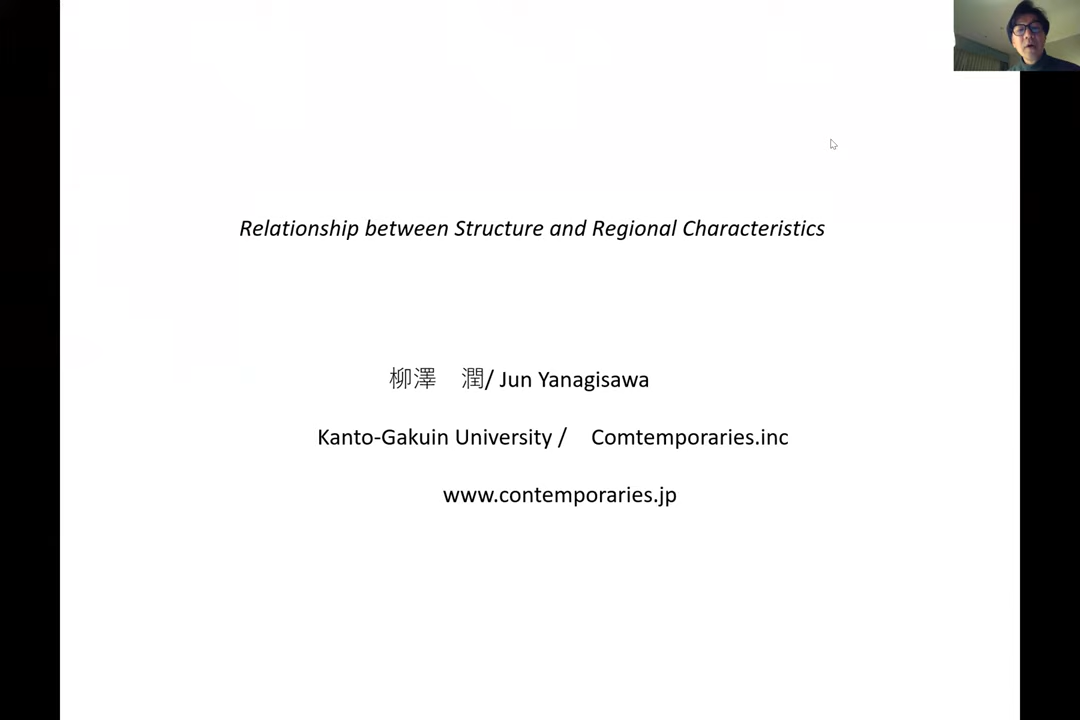 Relationship between Structure and Regional Characteristics
柳澤　潤/ Jun Yanagisawa
Kanto-Gakuin University /　Comtemporaries.inc
www.contemporaries.jp